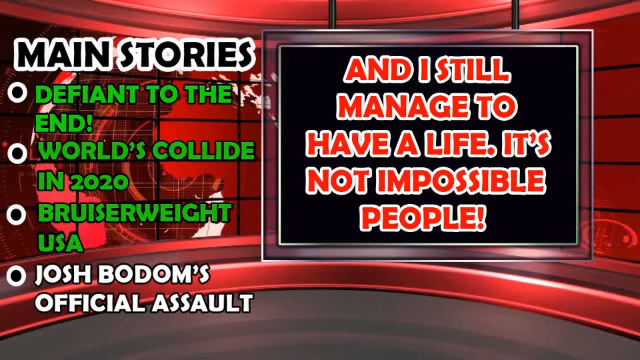 MAIN STORIES
DEFIANT TO THE
END!
WORLD'S COLLIDE
IN 2020
BRUISERWEIGHT
USA
JOSH BODOM'S
OFFICIAL ASSAULT
AND I STILL
MANAGE TO
HAVE A LIFE. IT'S
NOT IMPOSSIBLE
PEOPLE!